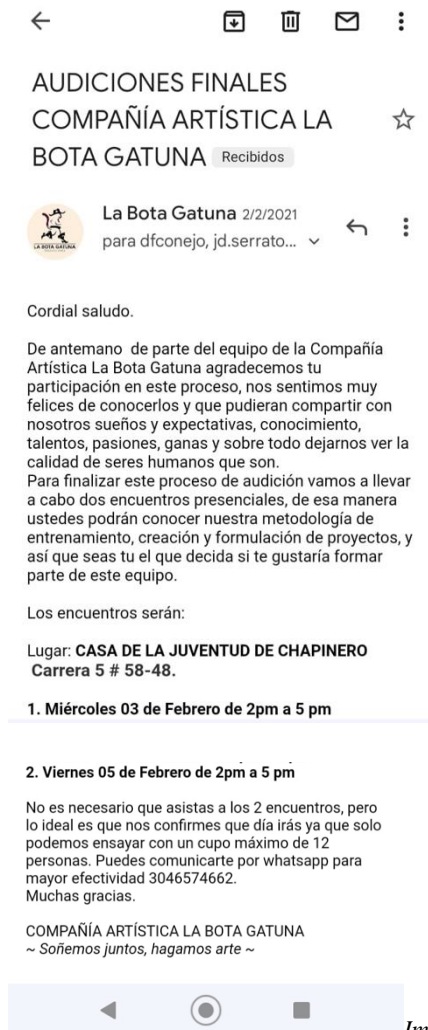 AUDICIONES FINALES
COMPAÑÍA ARTÍSTICA LA
BOTA GATUNA Recibidos
La Bota Gatuna 2/2/2021
para dfconejo, jd.serrato...
LA BOTA GATUNA
Cordial saludo.
De antemano de parte del equipo de la Compañía
Artística La Bota Gatuna agradecemos tu
participación en este proceso, nos sentimos muy
felices de conocerlos y que pudieran compartir con
nosotros sueños y expectativas, conocimiento,
talentos, pasiones, ganas y sobre todo dejarnos ver la
calidad de seres humanos que son.
Para finalizar este proceso de audición vamos a llevar
a cabo dos encuentros presenciales, de esa manera
ustedes podrán conocer nuestra metodología de
entrenamiento, creación y formulación de proyectos, y
así que seas tu el que decida si te gustaría formar
parte de este equipo.
Los encuentros serán:
Lugar: CASA DE LA JUVENTUD DE CHAPINERO
Carrera 5 # 58-48.
1. Miércoles 03 de Febrero de 2pm a 5 pm
2. Viernes 05 de Febrero de 2pm a 5 pm
No es necesario que asistas a los 2 encuentros, pero
lo ideal es que nos confirmes que día irás ya que solo
podemos ensayar con un cupo máximo de 12
personas. Puedes comunicarte por whatsapp para
mayor efectividad 3046574662.
Muchas gracias.
COMPAÑÍA ARTÍSTICA LA BOTA GATUNA
~ Soñemos juntos, hagamos arte ~